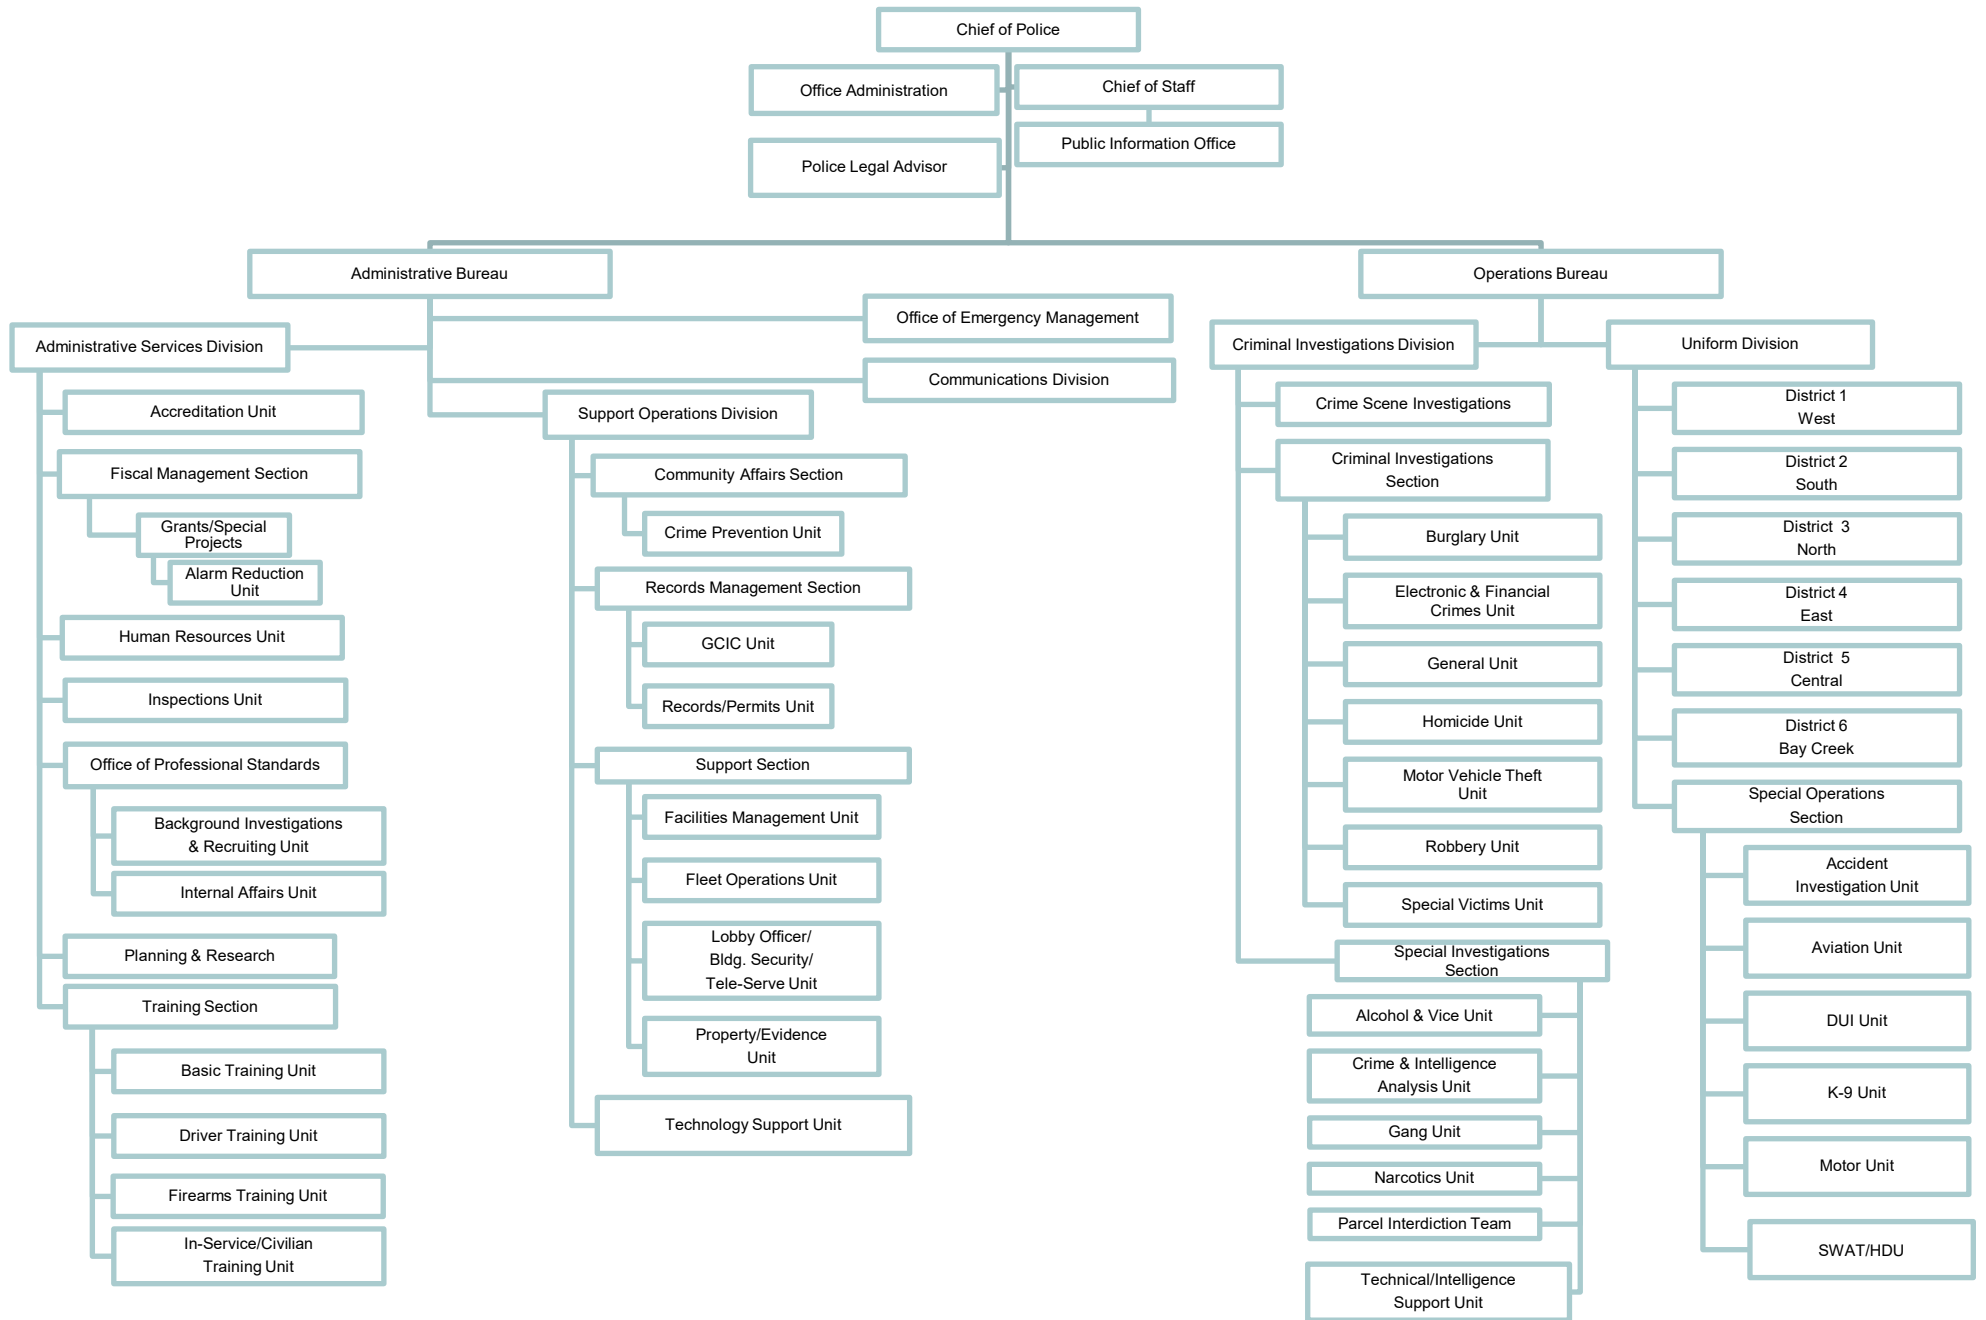 Chief of Police
Office Administration
Chief of Staff
Public Information Office
Police Legal Advisor
Administrative Bureau
Operations Bureau
Office of Emergency Management
Communications Division
Administrative Services Division
Accreditation Unit
Fiscal Management Section
Grants/Special
Projects
Alarm Reduction
Unit
Human Resources Unit
Inspections Unit
Office of Professional Standards
Background Investigations
& Recruiting Unit
Internal Affairs Unit
Planning & Research
Training Section
Basic Training Unit
Driver Training Unit
Firearms Training Unit
In-Service/Civilian
Training Unit
Support Operations Division
Community Affairs Section
Crime Prevention Unit
Records Management Section
GCIC Unit
Records/Permits Unit
Support Section
Facilities Management Unit
Fleet Operations Unit
Lobby Officer/
Bldg. Security/
Tele-Serve Unit
Property/Evidence
Unit
Technology Support Unit
Criminal Investigations Division
Crime Scene Investigations
Criminal Investigations
Section
Burglary Unit
Electronic & Financial
Crimes Unit
General Unit
Homicide Unit
Motor Vehicle Theft
Unit
Robbery Unit
Special Victims Unit
Special Investigations
Section
Alcohol & Vice Unit
Crime & Intelligence
Analysis Unit
Gang Unit
Narcotics Unit
Parcel Interdiction Team
Technical/Intelligence
Support Unit
Uniform Division
District 1
West
District 2
South
District 3
North
District 4
East
District 5
Central
District 6
Bay Creek
Special Operations
Section
Accident
Investigation Unit
Aviation Unit
DUI Unit
K-9 Unit
Motor Unit
SWAT/HDU